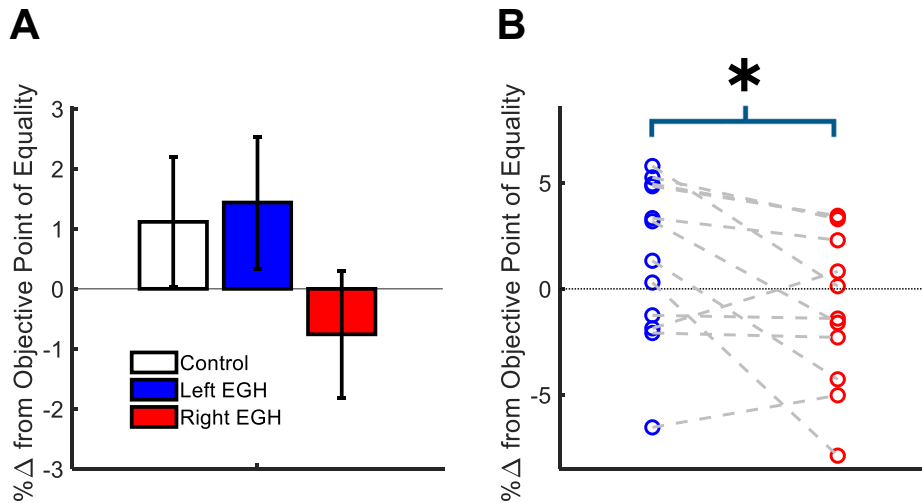 A
% Δ from Objective Point of Equality
3
2
1
0
-1
-2
-3
Control
Left EGH
Right EGH
B
% Δ from Objective Point of Equality
5
0
-5
*